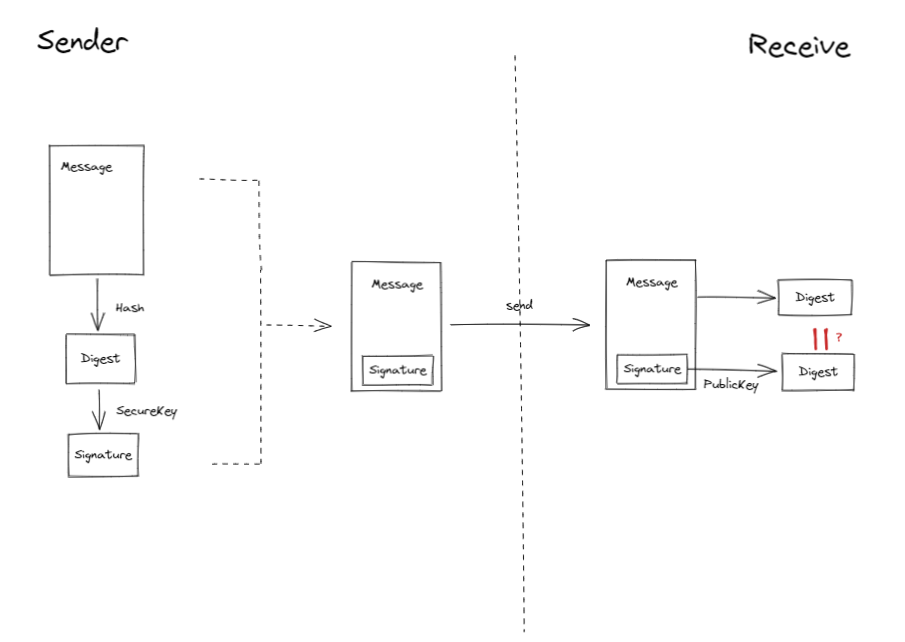 Sender
Receive
Message
Hash
Digest
SecureKey
Signature
Message
Signature
send
Message
Signature
PublicKey
Digest
|| ?
Digest